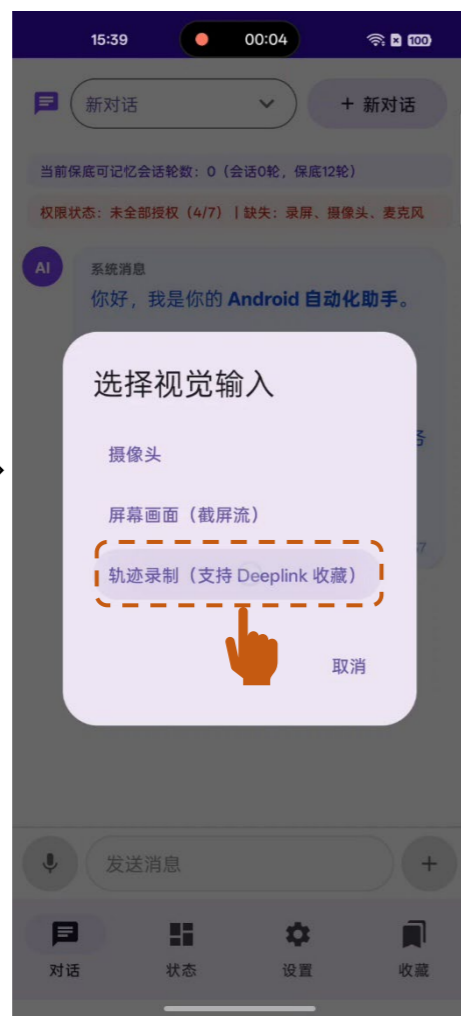 15:39
00:04
100
新对话
+ 新对话
当前保底可记忆会话轮数:0(会话0轮,保底12轮)
权限状态:未全部授权(4/7)丨缺失:录屏、摄像头、麦克风
AI
系统消息
你好,我是你的 Android 自动化助手。
选择视觉输入
务
摄像头
屏幕画面(截屏流)
轨迹录制(支持 Deeplink 收藏)
7
取消
发送消息
对话
状态
设置
收藏